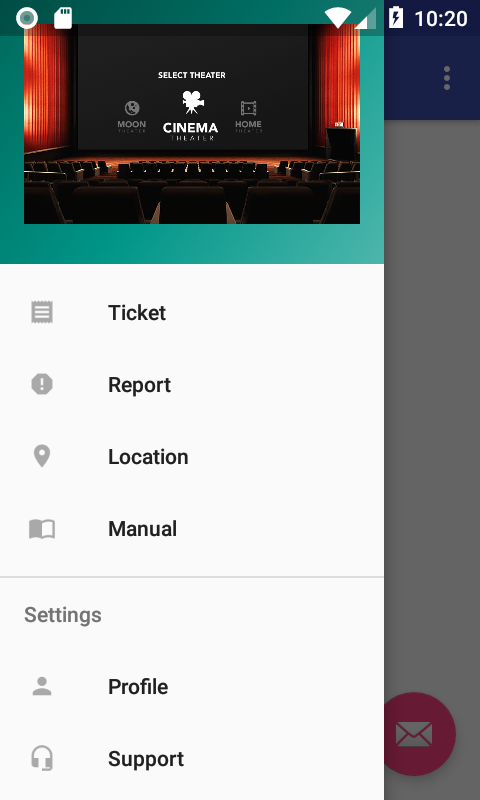 10:20
SELECT THEATER
MOON
THEATER
CINEMA
THEATER
HOME
THEATER
Ticket
Report
Location
Manual
Settings
Profile
Support